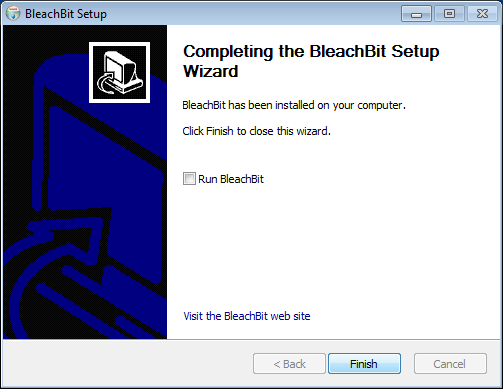 BleachBit Setup
Completing the BleachBit Setup
Wizard
BleachBit has been installed on your computer.
Click Finish to close this wizard.
Run BleachBit
Visit the BleachBit web site
< Back
Finish
Cancel